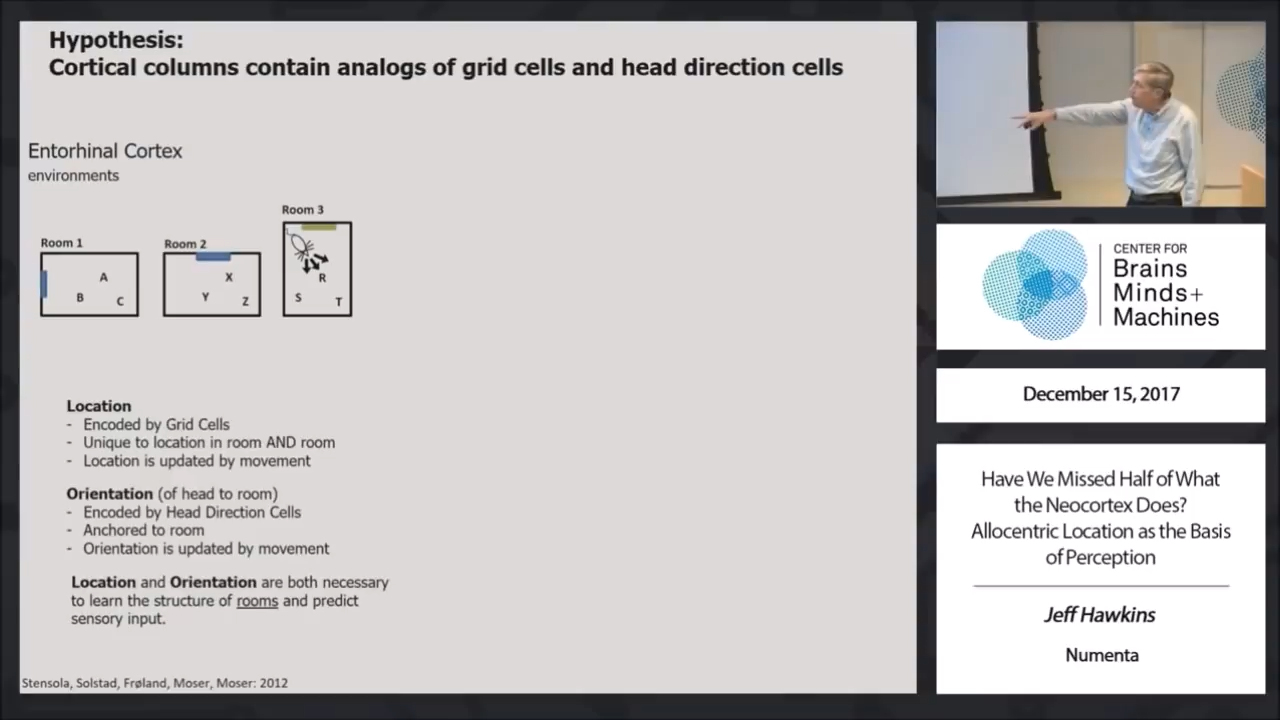 Hypothesis:
Cortical columns contain analogs of grid cells and head direction cells
Entorhinal Cortex
environments
Room 1
A
B
C
Room 2
X
Y
Z
Room 3
R
S
T
Location
- Encoded by Grid Cells
- Unique to location in room AND room
- Location is updated by movement
Orientation (of head to room)
- Encoded by Head Direction Cells
- Anchored to room
- Orientation is updated by movement
Location and Orientation are both necessary
to learn the structure of rooms and predict
sensory input.
Stensola, Solstad, Frøland, Moser, Moser: 2012
CENTER FOR
Brains
Minds+
Machines
December 15, 2017
Have We Missed Half of What
the Neocortex Does?
Allocentric Location as the Basis
of Perception
Jeff Hawkins
Numenta